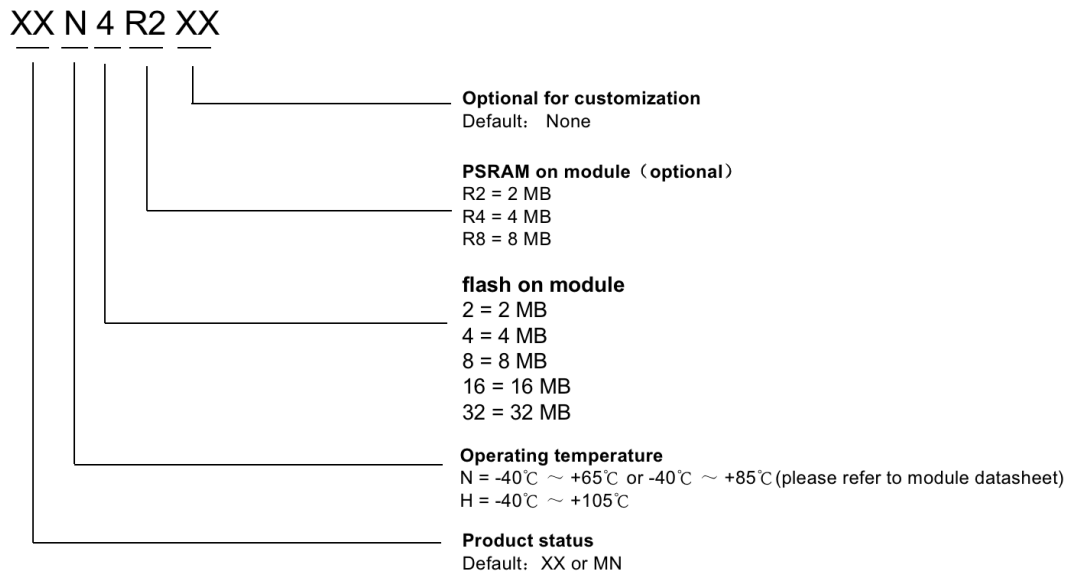 XX N 4 R2 XX
Optional for customization
Default： None
PSRAM on module（optional）
R2 = 2 MB
R4 = 4 MB
R8 = 8 MB
flash on module
2 = 2 MB
4 = 4 MB
8 = 8 MB
16 = 16 MB
32 = 32 MB
Operating temperature
N = -40℃ ～ +65℃ or -40℃ ～ +85℃(please refer to module datasheet)
H = -40℃ ～ +105℃
Product status
Default：XX or MN